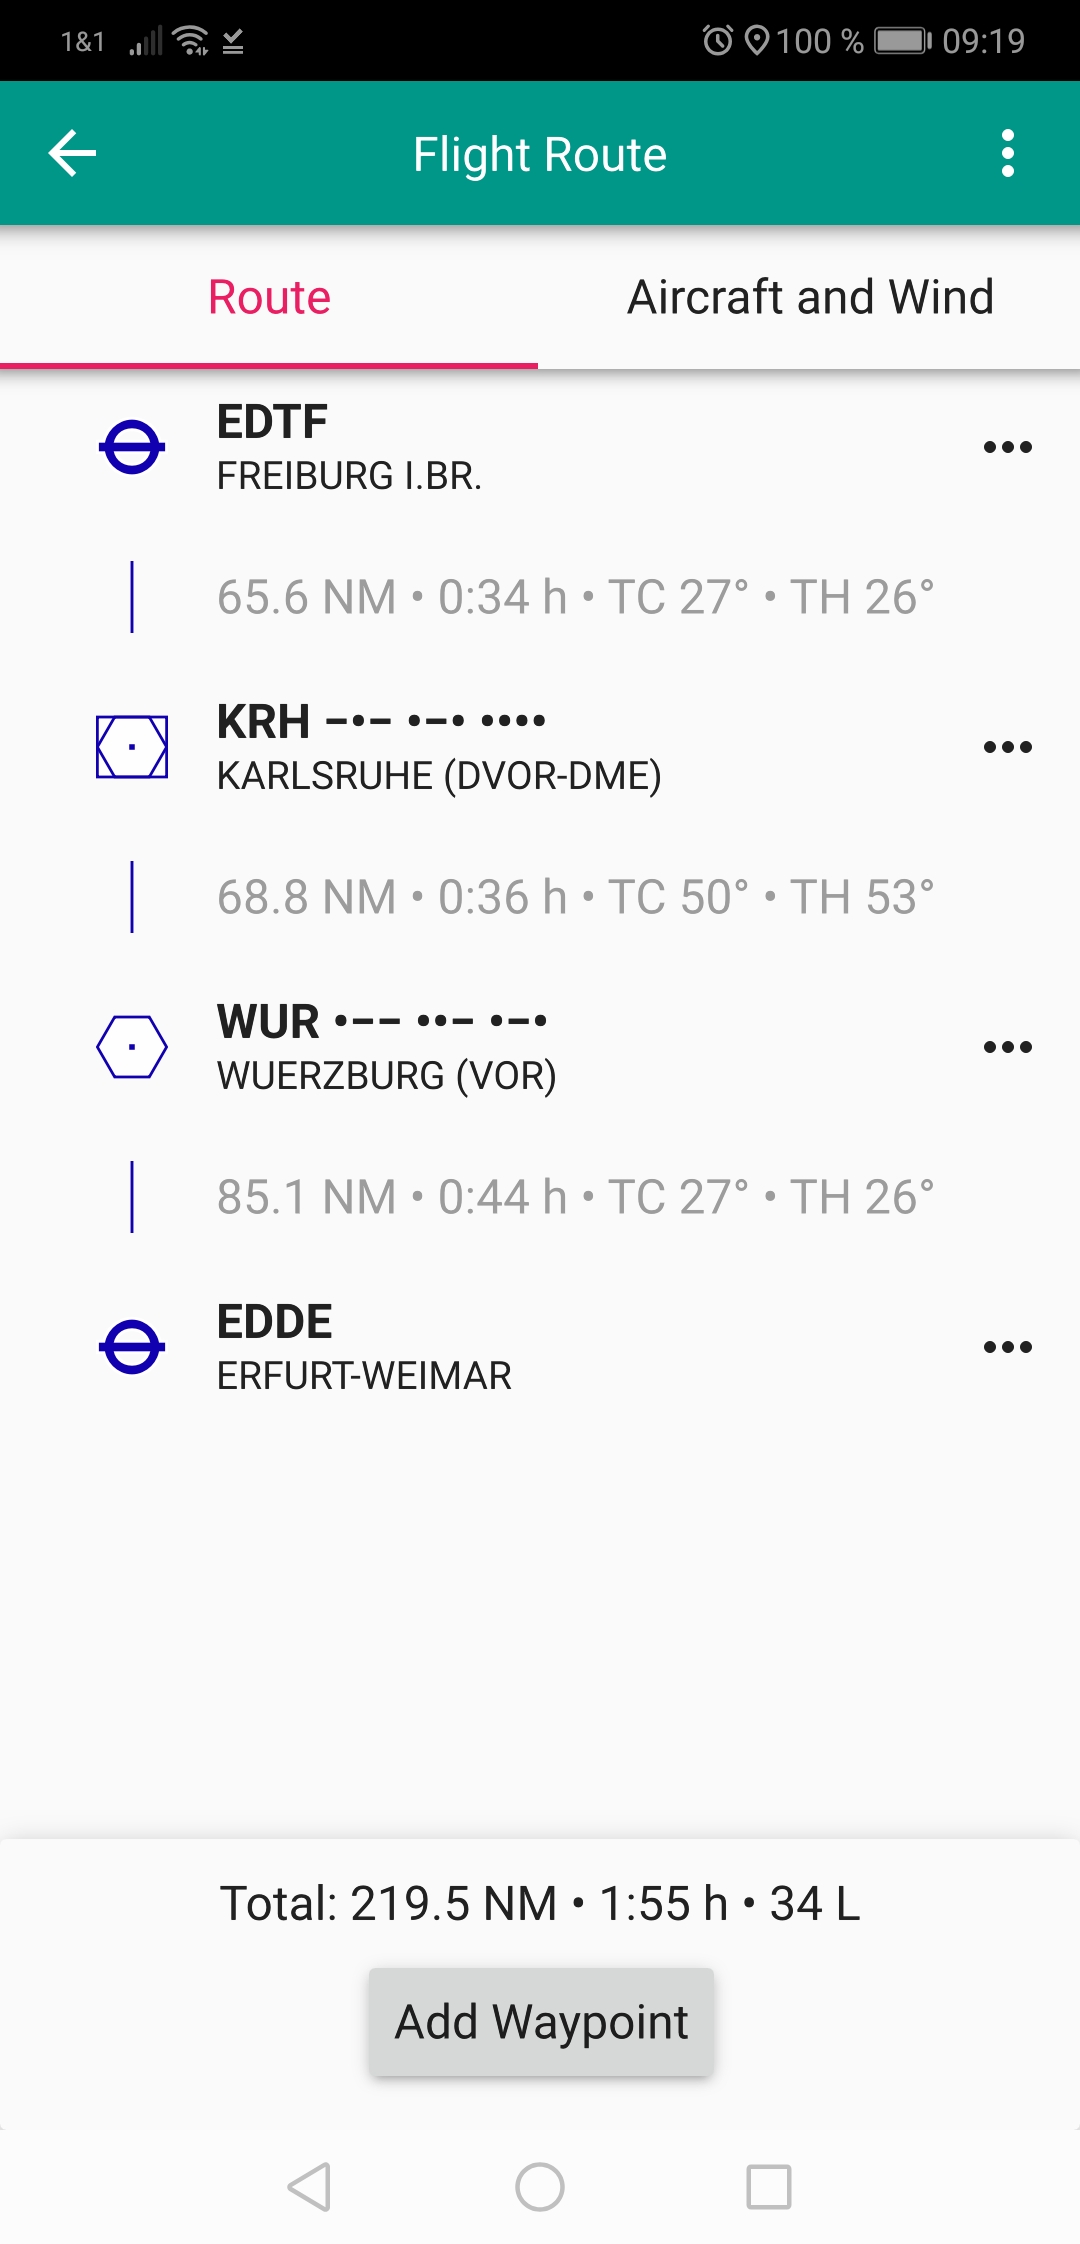 1&1 100 % 09:19
Flight Route
Route Aircraft and Wind
EDTF
FREIBURG I.BR.
65.6 NM • 0:34 h • TC 27° • TH 26°
KRH –•– •–• ••••
KARLSRUHE (DVOR-DME)
68.8 NM • 0:36 h • TC 50° • TH 53°
WUR •–– ••– •–•
WUERZBURG (VOR)
85.1 NM • 0:44 h • TC 27° • TH 26°
EDDE
ERFURT-WEIMAR
Total: 219.5 NM • 1:55 h • 34 L
Add Waypoint